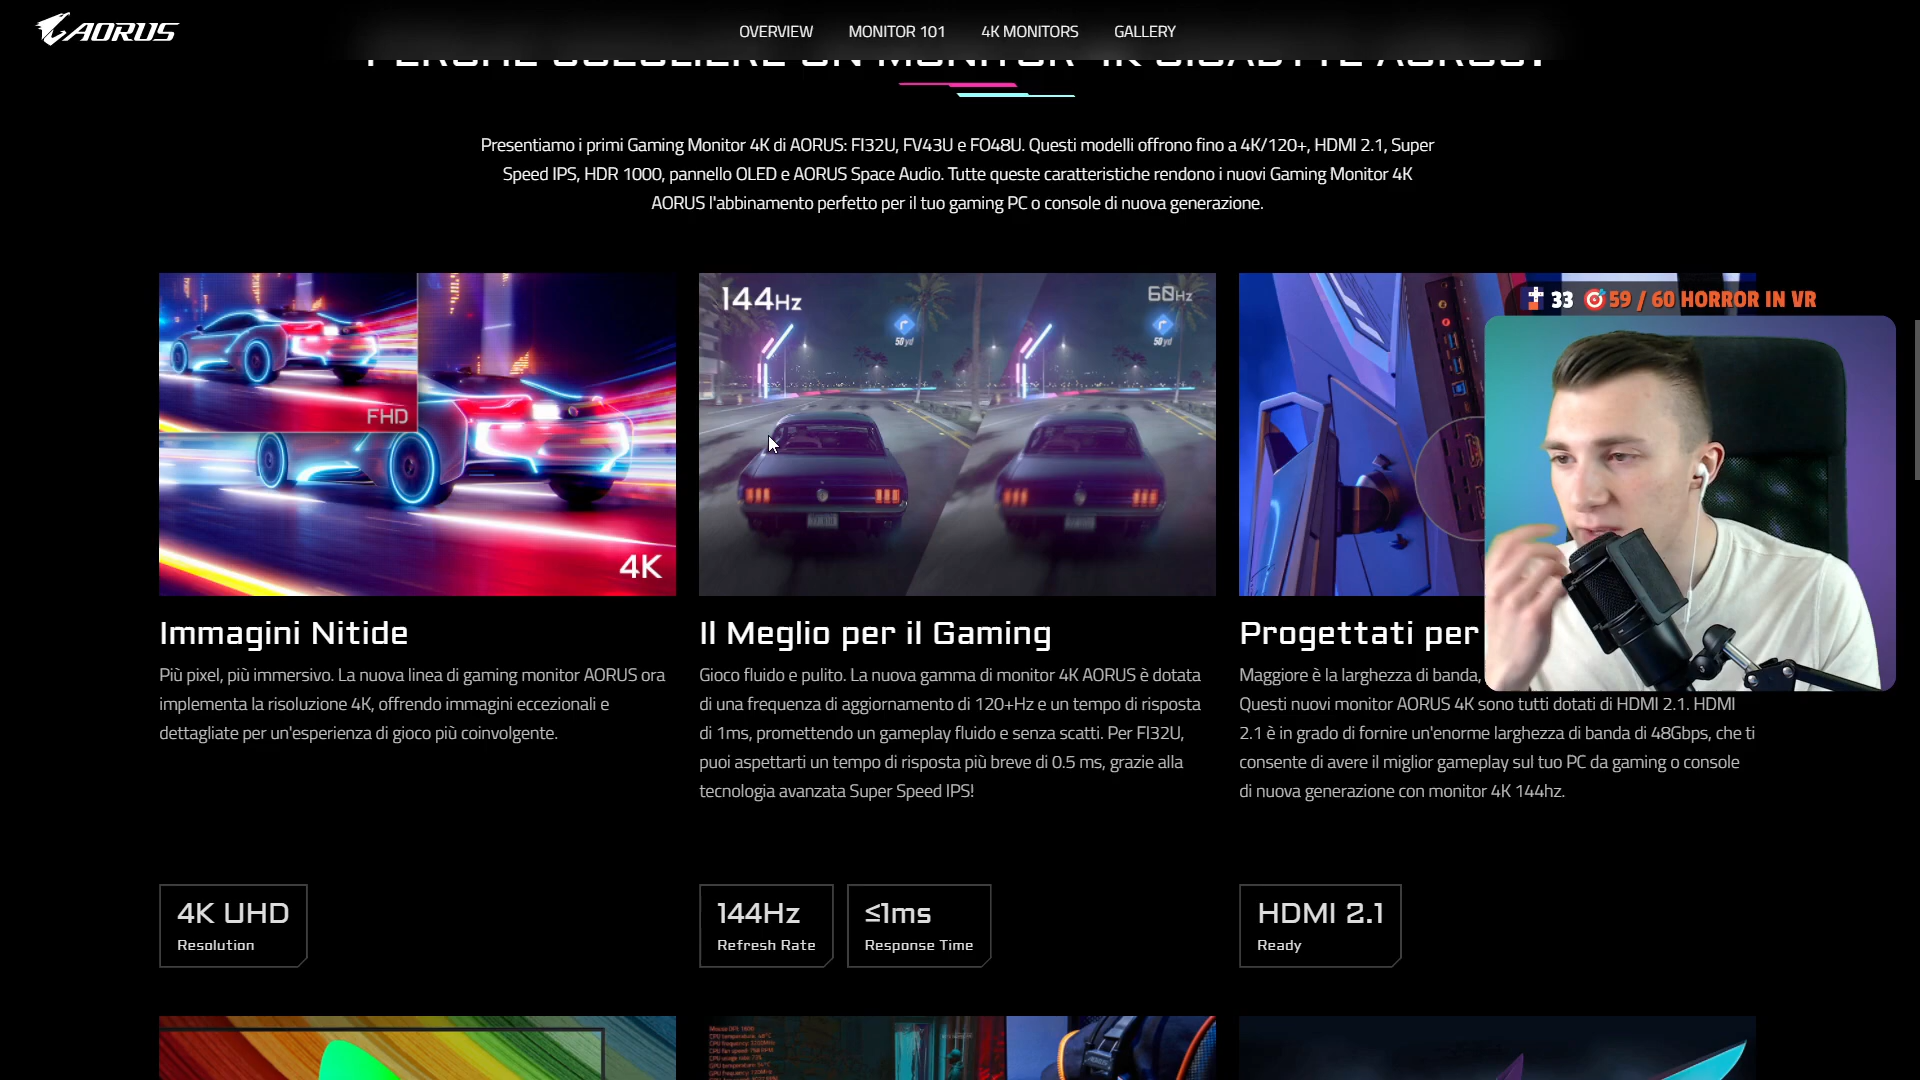 AORUS
OVERVIEW
MONITOR 101
4K MONITORS
GALLERY
PERCHÉ SCEGLIERE UN MONITOR 4K GIGABYTE AORUS?
Presentiamo i primi Gaming Monitor 4K di AORUS: FI32U, FV43U e FO48U. Questi modelli offrono fino a 4K/120+, HDMI 2.1, Super
Speed IPS, HDR 1000, pannello OLED e AORUS Space Audio. Tutte queste caratteristiche rendono i nuovi Gaming Monitor 4K
AORUS l'abbinamento perfetto per il tuo gaming PC o console di nuova generazione.
FHD
4K
144Hz
60Hz
50 yd
50 yd
33 59 / 60 HORROR IN VR
Immagini Nitide
Più pixel, più immersivo. La nuova linea di gaming monitor AORUS ora
implementa la risoluzione 4K, offrendo immagini eccezionali e
dettagliate per un'esperienza di gioco più coinvolgente.
4K UHD
Resolution
Il Meglio per il Gaming
Gioco fluido e pulito. La nuova gamma di monitor 4K AORUS è dotata
di una frequenza di aggiornamento di 120+Hz e un tempo di risposta
di 1ms, promettendo un gameplay fluido e senza scatti. Per FI32U,
puoi aspettarti un tempo di risposta più breve di 0.5 ms, grazie alla
tecnologia avanzata Super Speed IPS!
144Hz
Refresh Rate
≤1ms
Response Time
Progettati per
Maggiore è la larghezza di banda,
Questi nuovi monitor AORUS 4K sono tutti dotati di HDMI 2.1. HDMI
2.1 è in grado di fornire un'enorme larghezza di banda di 48Gbps, che ti
consente di avere il miglior gameplay sul tuo PC da gaming o console
di nuova generazione con monitor 4K 144hz.
HDMI 2.1
Ready